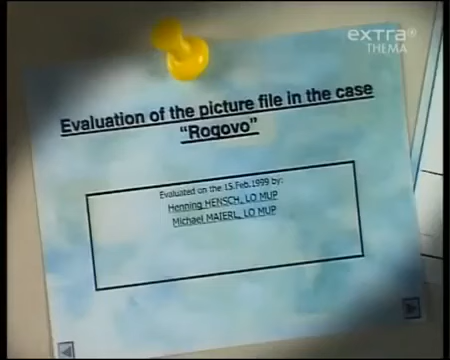 extra
THEMA
Evaluation of the picture file in the case
"Rogovo"
Evaluated on the 15.Feb.1999 by:
Henning HENSCH, LO MUP
Michael MAIERL, LO MUP